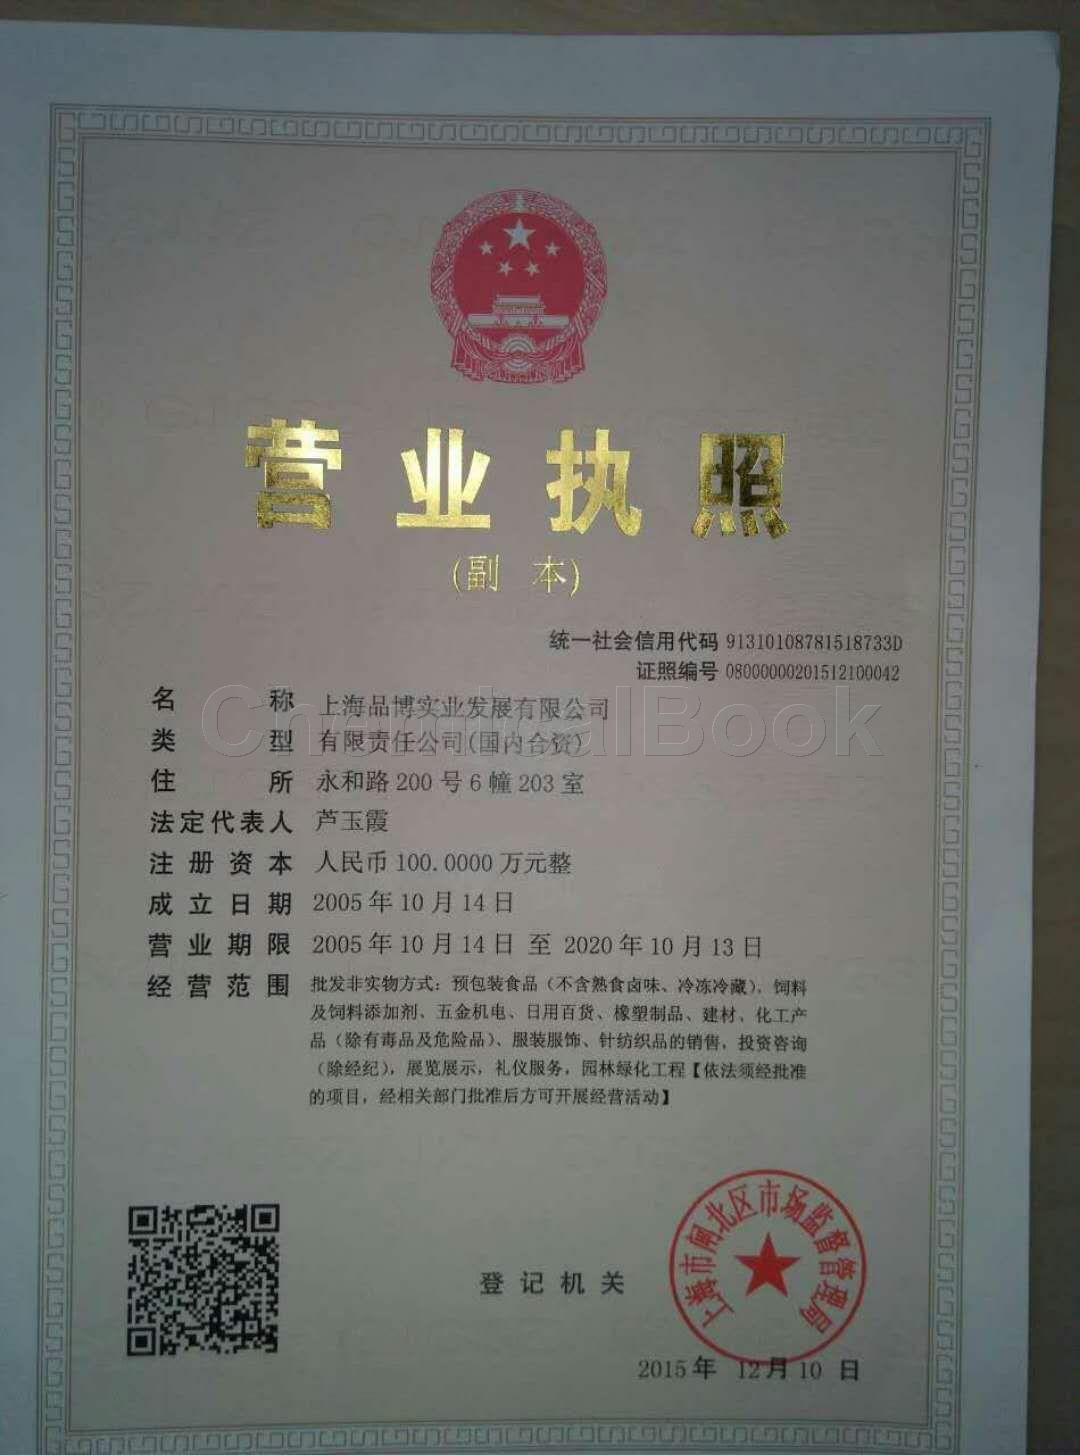 营业执照
(副本)
统一社会信用代码 91310108781518733D
证照编号 08000000201512100042
名称 上海品博实业发展有限公司
类型 有限责任公司(国内合资)
住所 永和路200号6幢203室
法定代表人 芦玉霞
注册资本 人民币100.0000万元整
成立日期 2005年10月14日
营业期限 2005年10月14日至2020年10月13日
经营范围 批发非实物方式：预包装食品（不含熟食卤味、冷冻冷藏），饲料
及饲料添加剂、五金机电、日用百货、橡塑制品、建材、化工产
品（除有毒品及危险品）、服装服饰、针纺织品的销售，投资咨询
（除经纪），展览展示，礼仪服务，园林绿化工程【依法须经批准
的项目，经相关部门批准后方可开展经营活动】
ChemicalBook
登记机关
上海市闸北区市场监督管理局
2015年12月10日